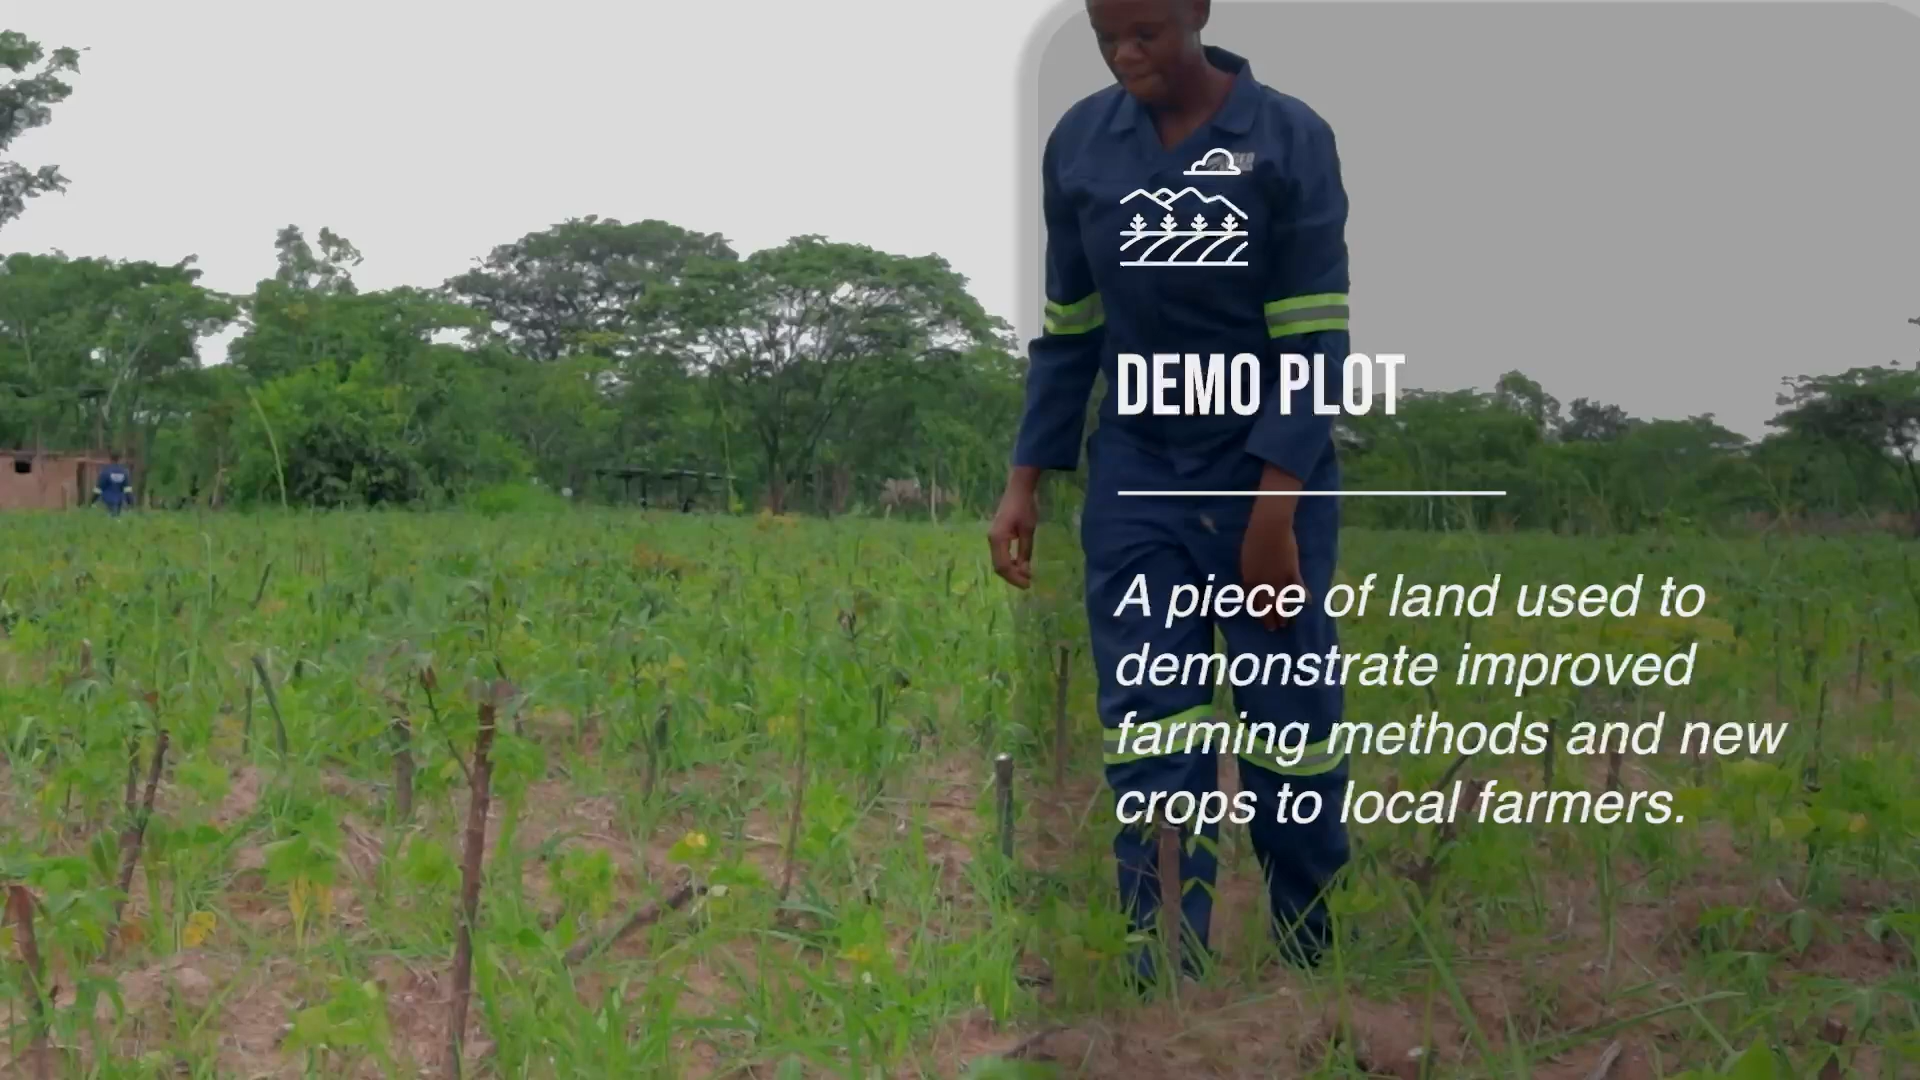 DEMO PLOT
A piece of land used to
demonstrate improved
farming methods and new
crops to local farmers.